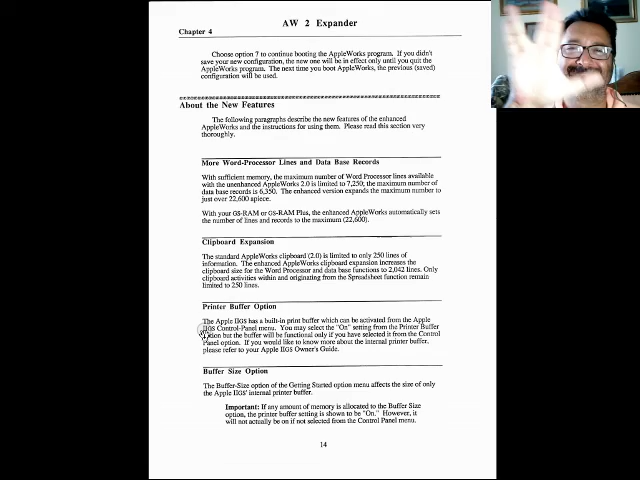 AW 2 Expander
Chapter 4
Choose option 7 to continue booting the AppleWorks program. If you didn't
save your new configuration, the new one will be in effect only until you quit the
AppleWorks program. The next time you boot AppleWorks, the previous (saved)
configuration will be used.
About the New Features
The following paragraphs describe the new features of the enhanced
AppleWorks and the instructions for using them. Please read this section very
thoroughly.
More Word-Processor Lines and Data Base Records
With sufficient memory, the maximum number of Word Processor lines available
with the unenhanced AppleWorks 2.0 is limited to 7,250; the maximum number of
data base records is 6,350. The enhanced version expands the maximum number to
just over 22,600 apiece.
With your GS-RAM or GS-RAM Plus, the enhanced AppleWorks automatically sets
the number of lines and records to the maximum (22,600).
Clipboard Expansion
The standard AppleWorks clipboard (2.0) is limited to only 250 lines of
information. The enhanced AppleWorks clipboard expansion increases the
clipboard size for the Word Processor and data base functions to 2,042 lines. Only
clipboard activities within and originating from the Spreadsheet function remain
limited to 250 lines.
Printer Buffer Option
The Apple IIGS has a built-in print buffer which can be activated from the Apple
IIGS Control-Panel menu. You may select the "On" setting from the Printer Buffer
Option but the buffer will be functional only if you have selected it from the Control
Panel option. If you would like to know more about the internal printer buffer,
please refer to your Apple IIGS Owner's Guide.
Buffer Size Option
The Buffer-Size option of the Getting Started option menu affects the size of only
the Apple IIGS' internal printer buffer.
Important: If any amount of memory is allocated to the Buffer Size
option, the printer buffer setting is shown to be "On." However, it
will not actually be on if not selected from the Control Panel menu.
14